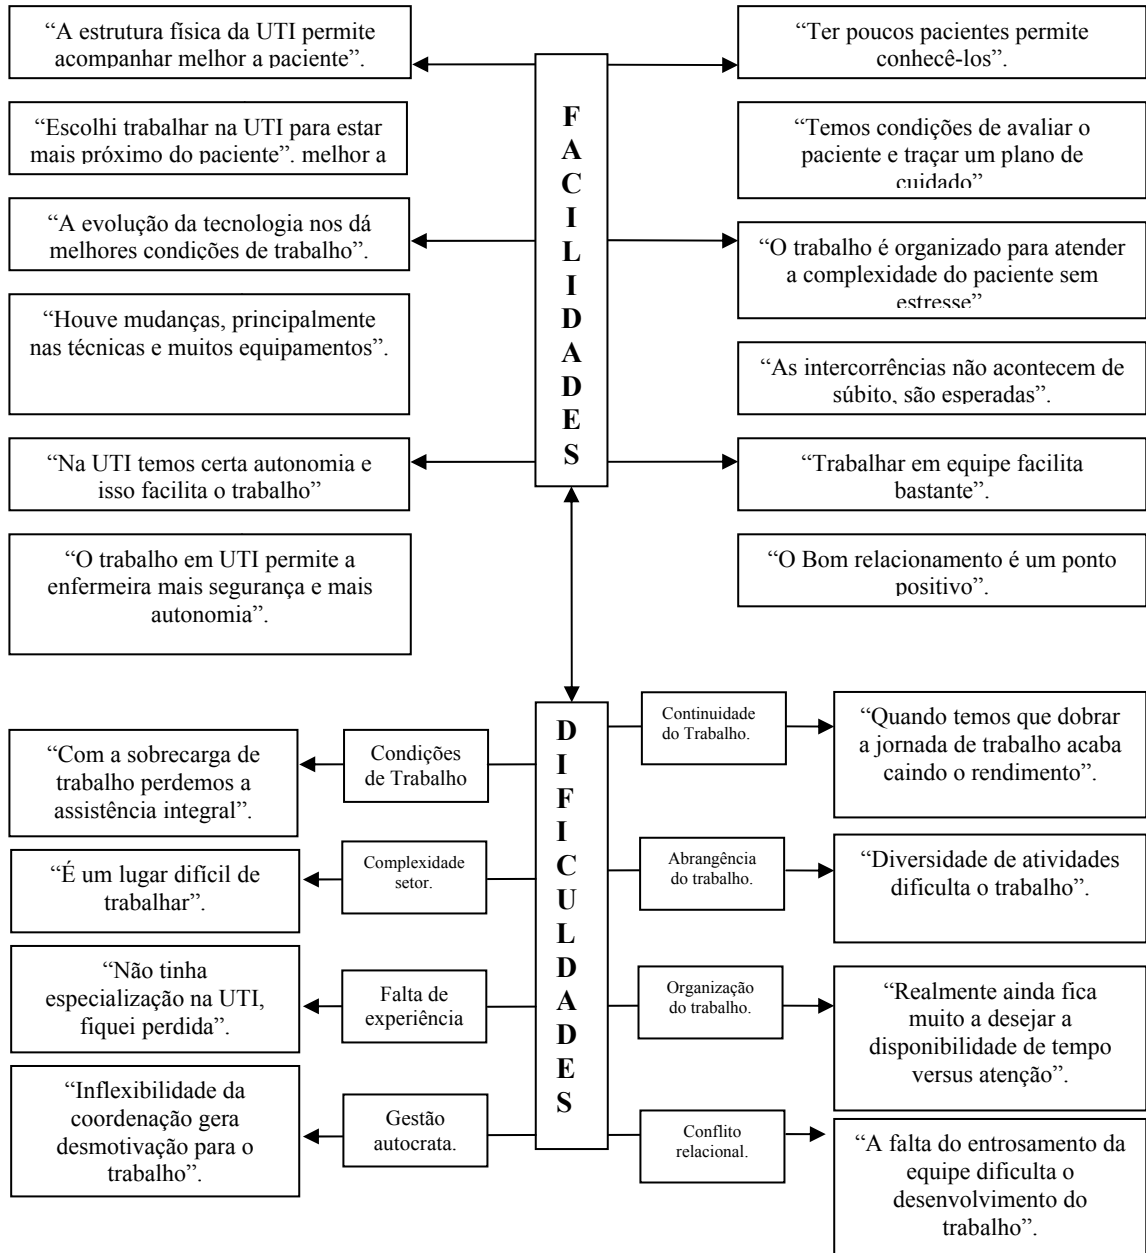 “A estrutura física da UTI permite
acompanhar melhor a paciente”.
“Ter poucos pacientes permite
conhecê-los”.
“Escolhi trabalhar na UTI para estar
mais próximo do paciente”. melhor a
“Temos condições de avaliar o
paciente e traçar um plano de
cuidado”
“A evolução da tecnologia nos dá
melhores condições de trabalho”.
“O trabalho é organizado para atender
a complexidade do paciente sem
estresse”
“Houve mudanças, principalmente
nas técnicas e muitos equipamentos”.
“As intercorrências não acontecem de
súbito, são esperadas”.
“Na UTI temos certa autonomia e
isso facilita o trabalho”
“Trabalhar em equipe facilita
bastante”.
“O trabalho em UTI permite a
enfermeira mais segurança e mais
autonomia”.
“O Bom relacionamento é um ponto
positivo”.
F
A
C
I
L
I
D
A
D
E
S
D
I
F
I
C
U
L
D
A
D
E
S
Condições
de Trabalho
“Com a sobrecarga de
trabalho perdemos a
assistência integral”.
Continuidade
do Trabalho.
“Quando temos que dobrar
a jornada de trabalho acaba
caindo o rendimento”.
Complexidade
setor.
“É um lugar difícil de
trabalhar”.
Abrangência
do trabalho.
“Diversidade de atividades
dificulta o trabalho”.
Falta de
experiência
“Não tinha
especialização na UTI,
fiquei perdida”.
Organização
do trabalho.
“Realmente ainda fica
muito a desejar a
disponibilidade de tempo
versus atenção”.
Gestão
autocrata.
“Inflexibilidade da
coordenação gera
desmotivação para o
trabalho”.
Conflito
relacional.
“A falta do entrosamento da
equipe dificulta o
desenvolvimento do
trabalho”.